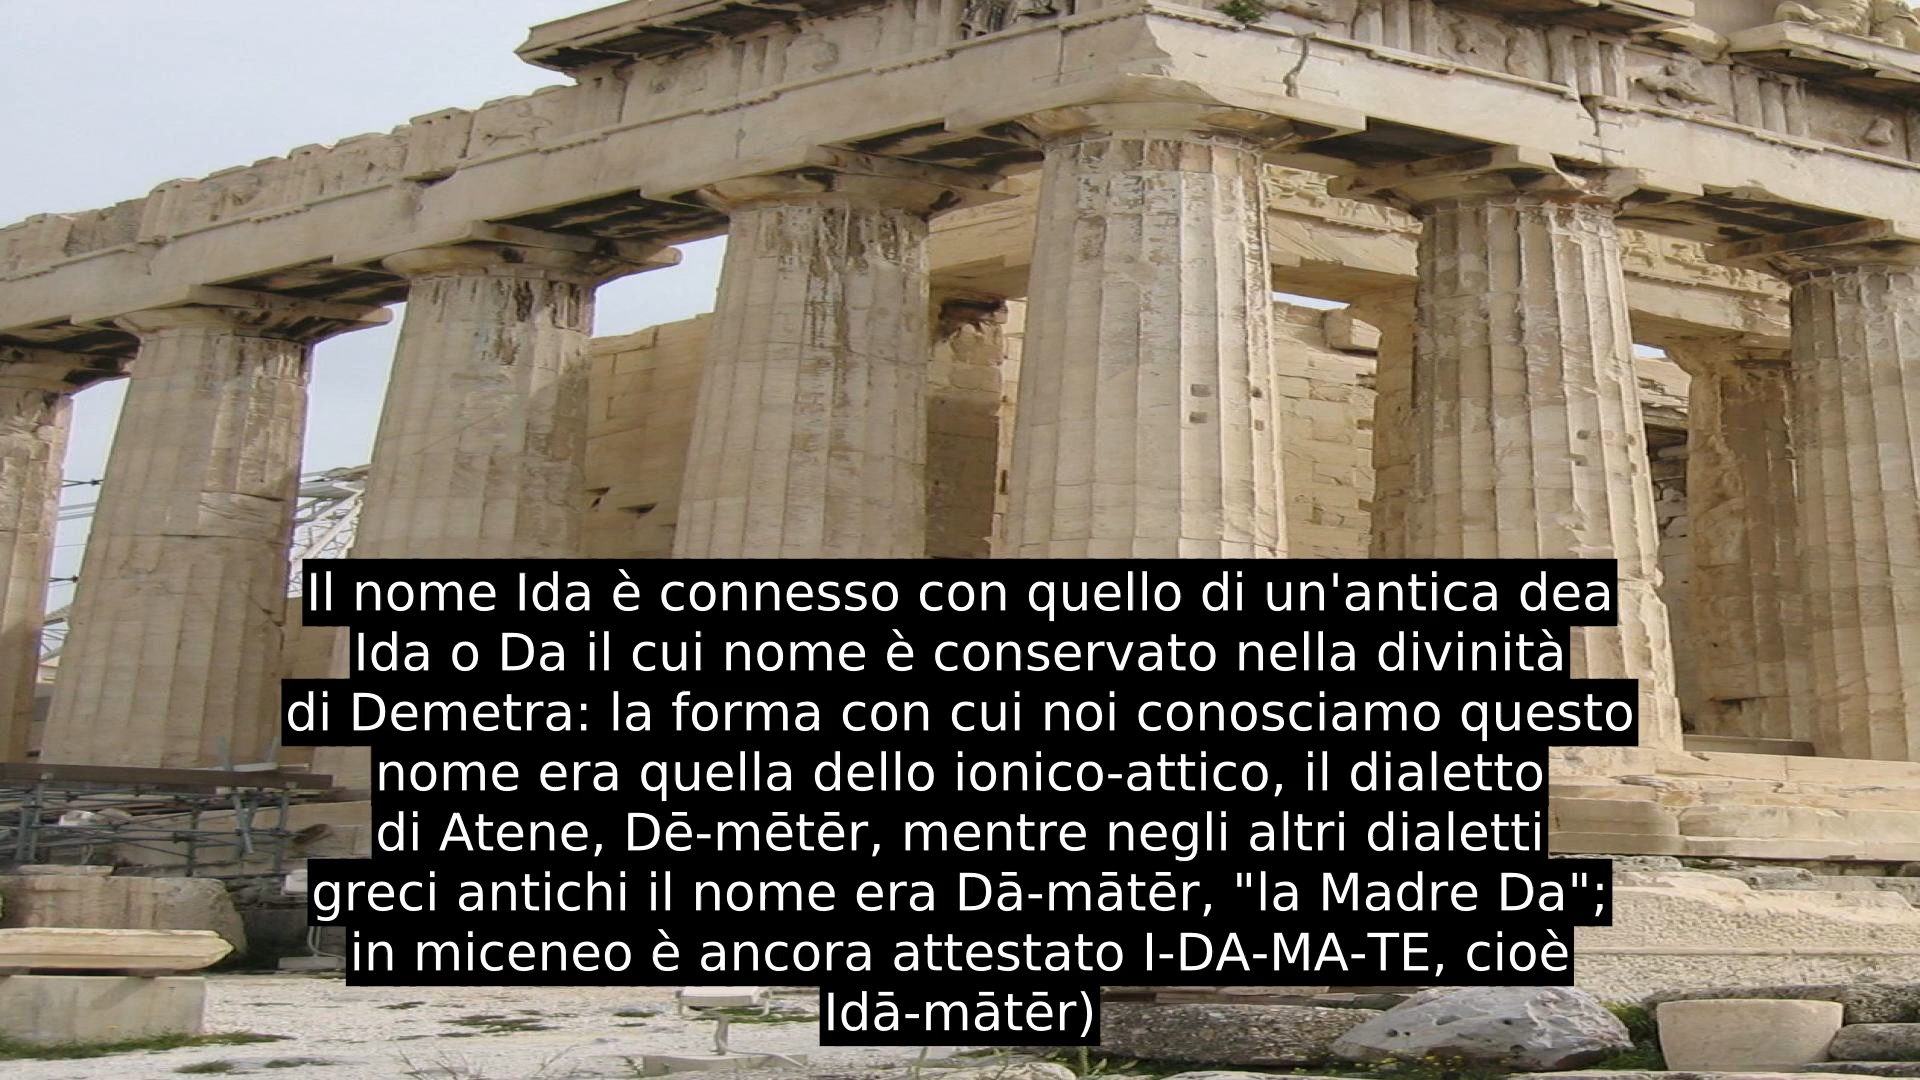 Il nome Ida è connesso con quello di un'antica dea
Ida o Da il cui nome è conservato nella divinità
di Demetra: la forma con cui noi conosciamo questo
nome era quella dello ionico-attico, il dialetto
di Atene, Dē-mētēr, mentre negli altri dialetti
greci antichi il nome era Dā-mātēr, "la Madre Da";
in miceneo è ancora attestato I-DA-MA-TE, cioè
Idā-mātēr)